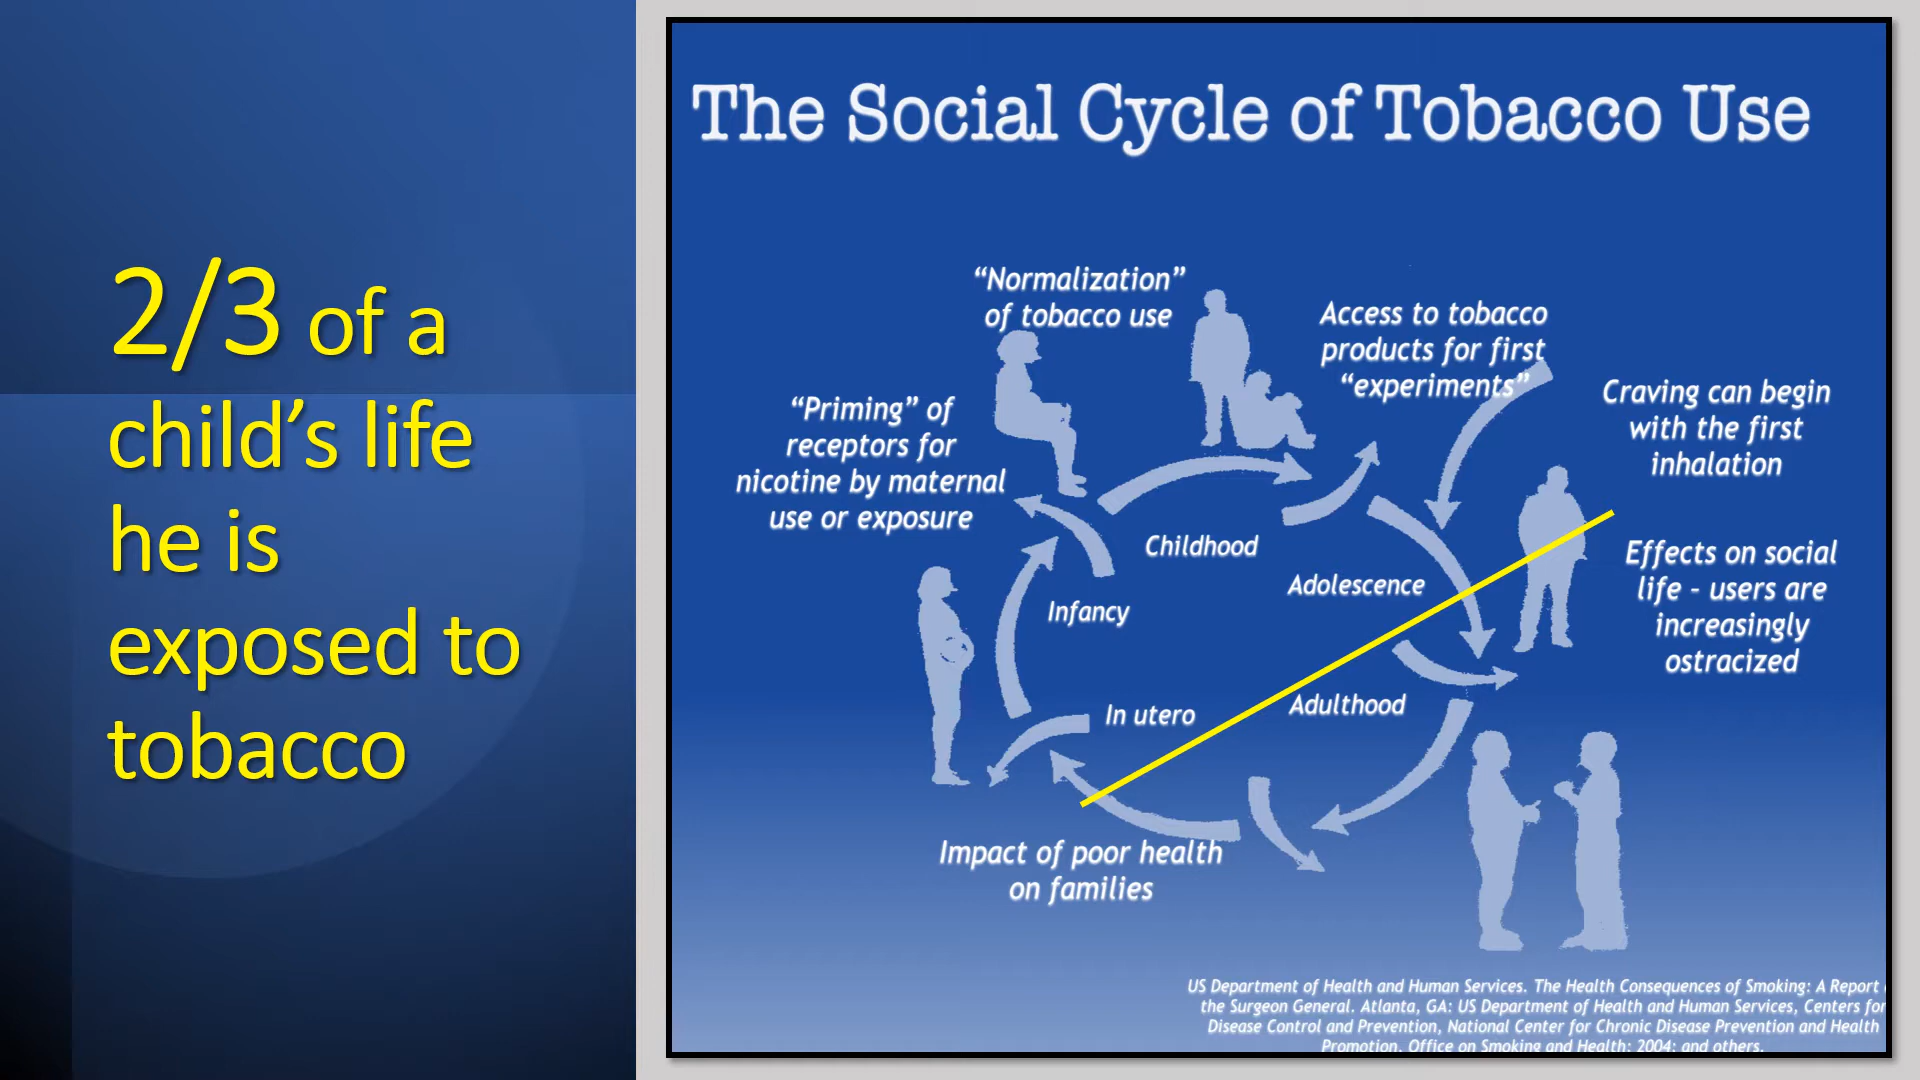 2/3 of a
child’s life
he is
exposed to
tobacco
The Social Cycle of Tobacco Use
“Normalization”
of tobacco use
Access to tobacco
products for first
“experiments”
Craving can begin
with the first
inhalation
“Priming” of
receptors for
nicotine by maternal
use or exposure
Childhood
Adolescence
Infancy
Effects on social
life – users are
increasingly
ostracized
In utero
Adulthood
Impact of poor health
on families
US Department of Health and Human Services. The Health Consequences of Smoking: A Report
the Surgeon General. Atlanta, GA: US Department of Health and Human Services, Centers for
Disease Control and Prevention, National Center for Chronic Disease Prevention and Health
Promotion, Office on Smoking and Health; 2004; and others.